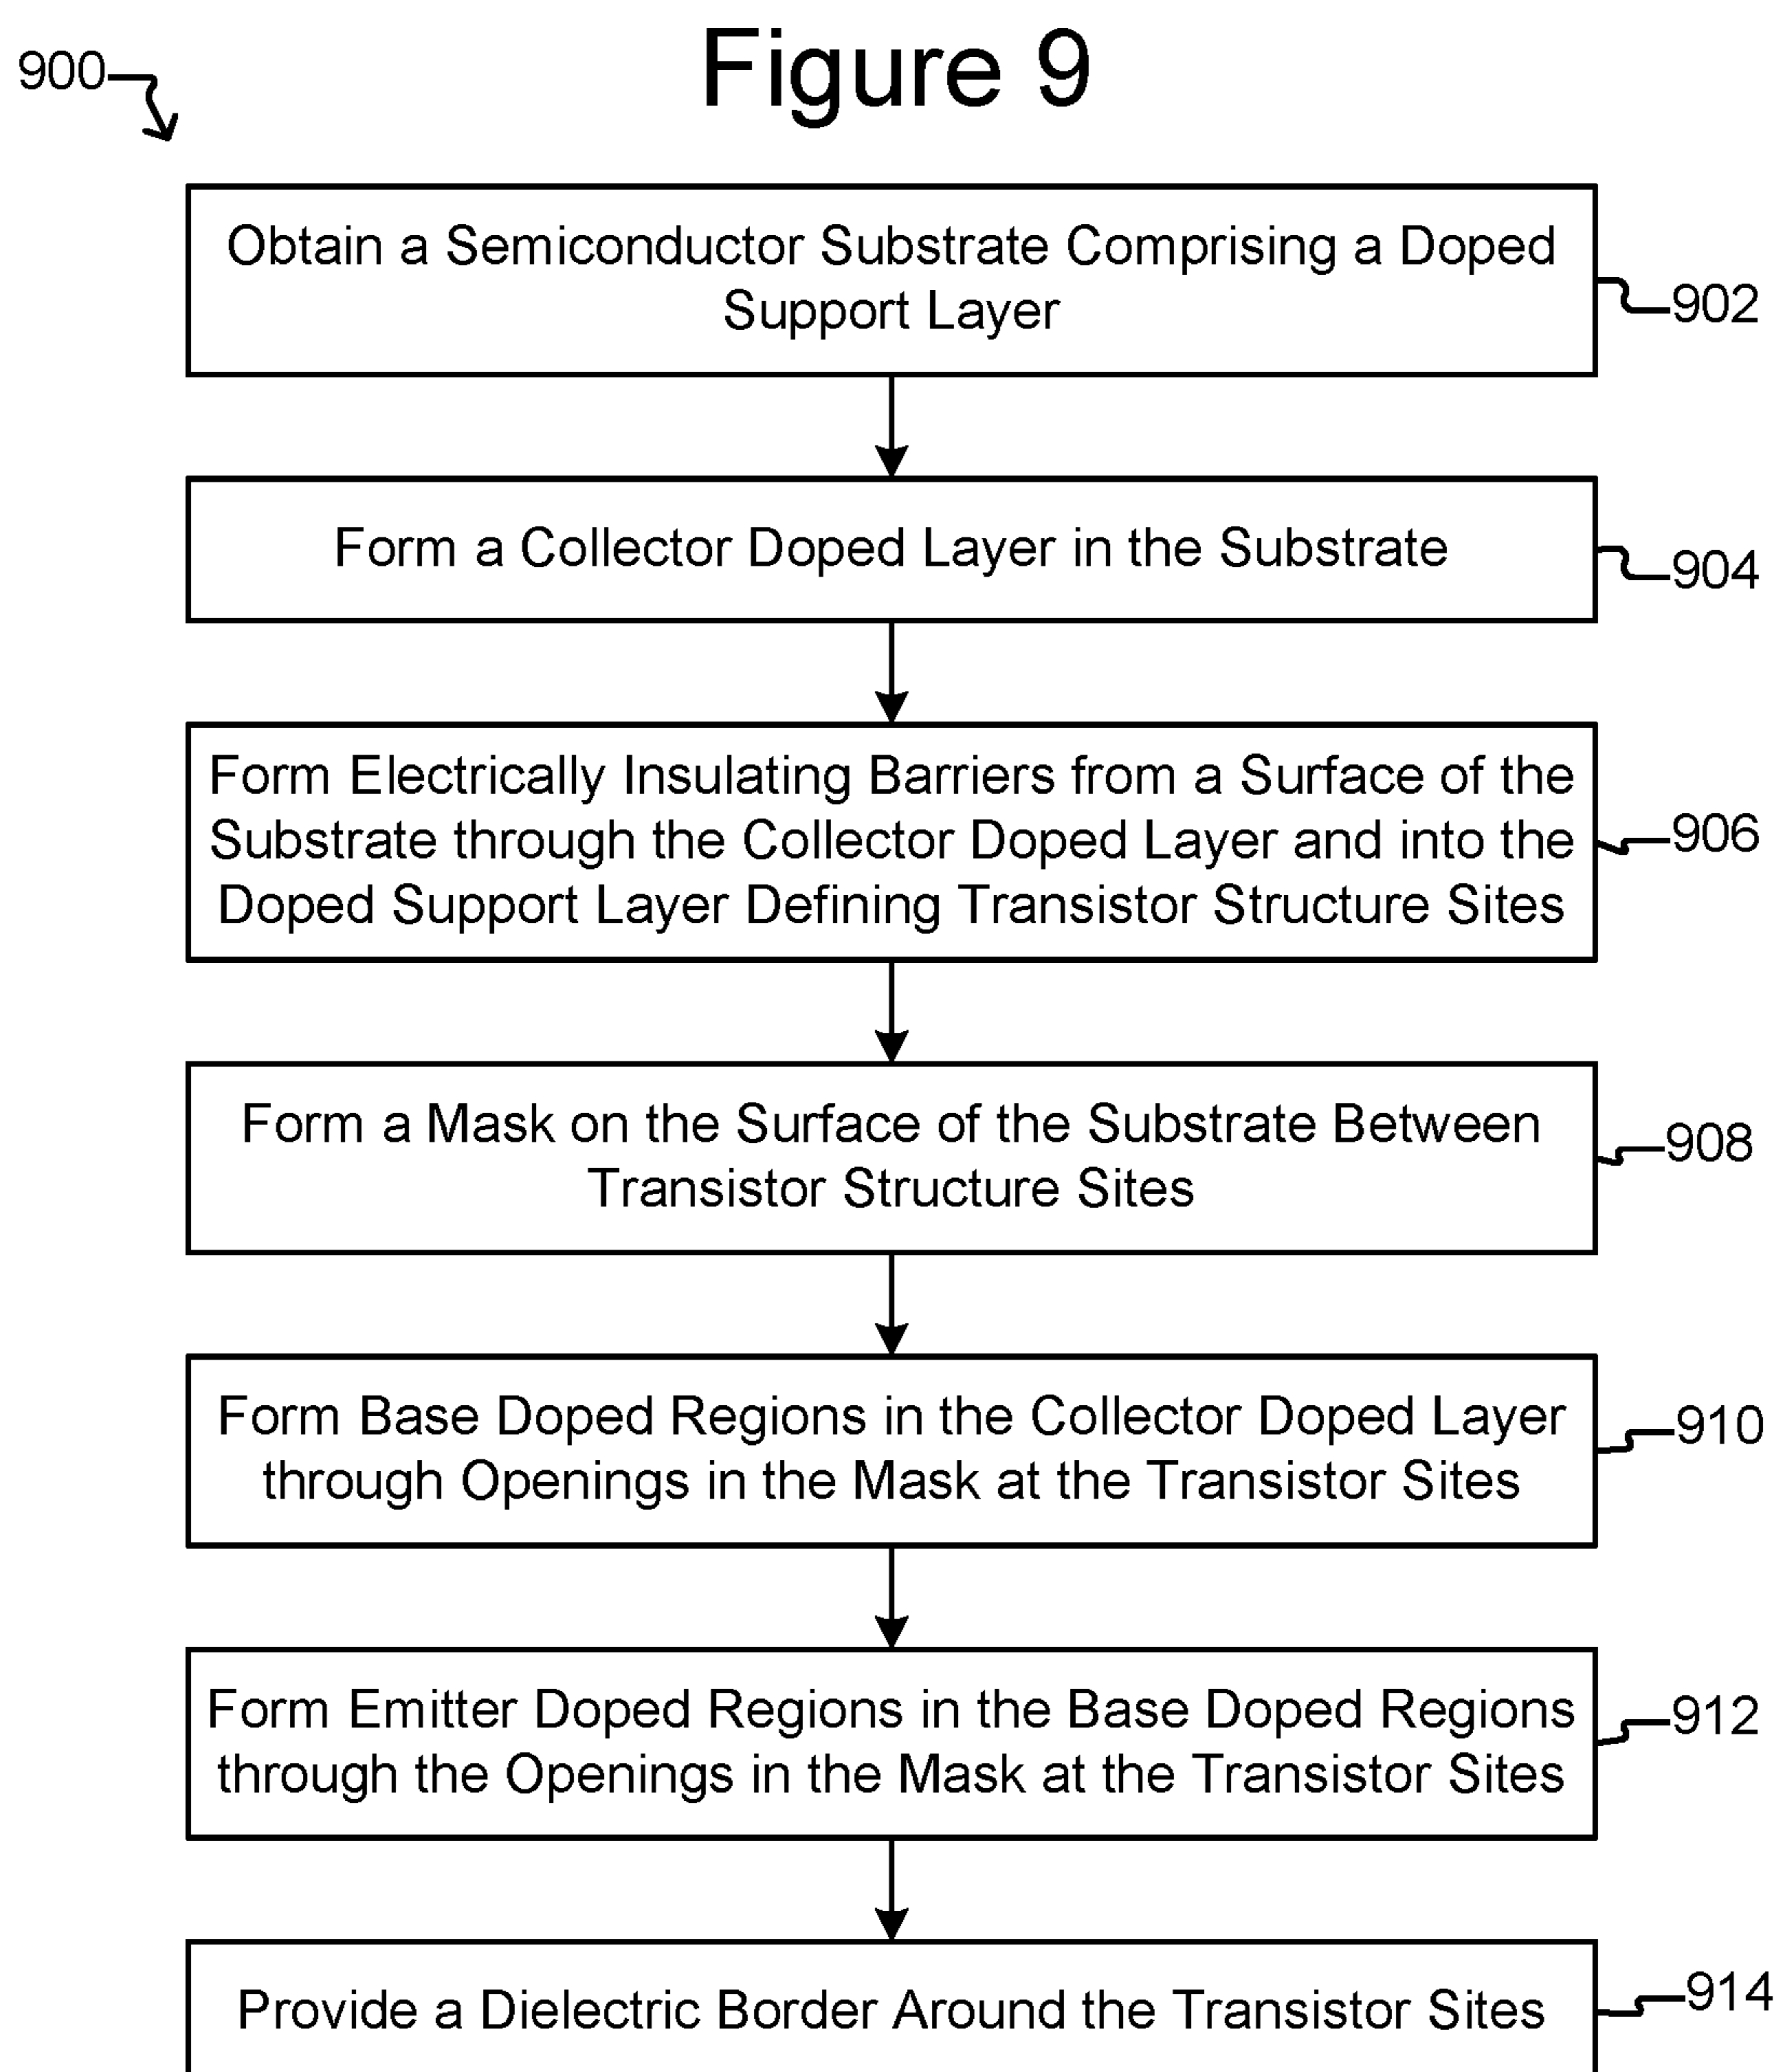 Figure 9
900
Obtain a Semiconductor Substrate Comprising a Doped
Support Layer
902
Form a Collector Doped Layer in the Substrate
904
Form Electrically Insulating Barriers from a Surface of the
Substrate through the Collector Doped Layer and into the
Doped Support Layer Defining Transistor Structure Sites
906
Form a Mask on the Surface of the Substrate Between
Transistor Structure Sites
908
Form Base Doped Regions in the Collector Doped Layer
through Openings in the Mask at the Transistor Sites
910
Form Emitter Doped Regions in the Base Doped Regions
through the Openings in the Mask at the Transistor Sites
912
Provide a Dielectric Border Around the Transistor Sites
914